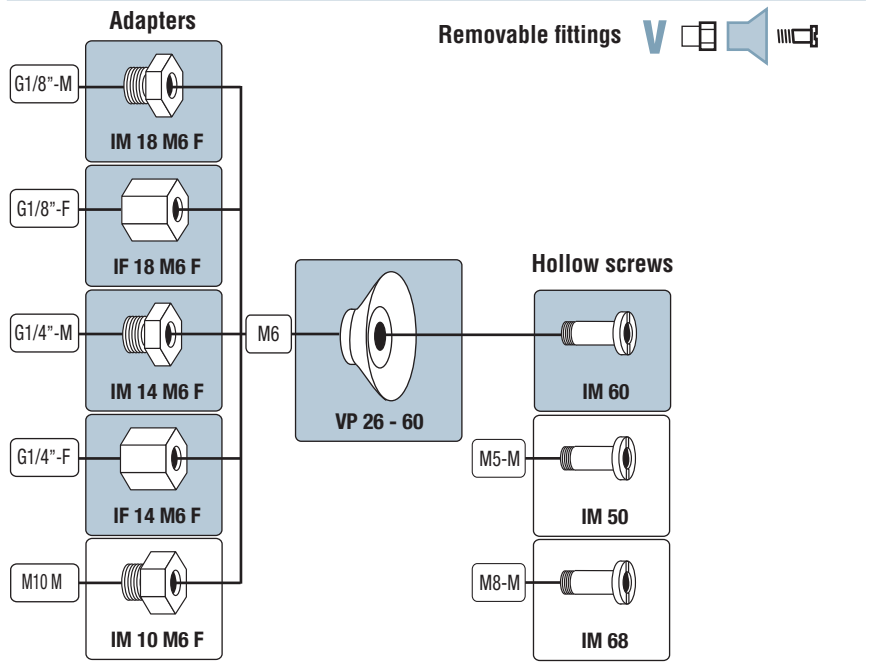 Adapters
Removable fittings
G1/8”-M
IM 18 M6 F
G1/8”-F
IF 18 M6 F
G1/4”-M
IM 14 M6 F
G1/4”-F
IF 14 M6 F
M10 M
IM 10 M6 F
M6
VP 26 - 60
Hollow screws
IM 60
M5-M
IM 50
M8-M
IM 68